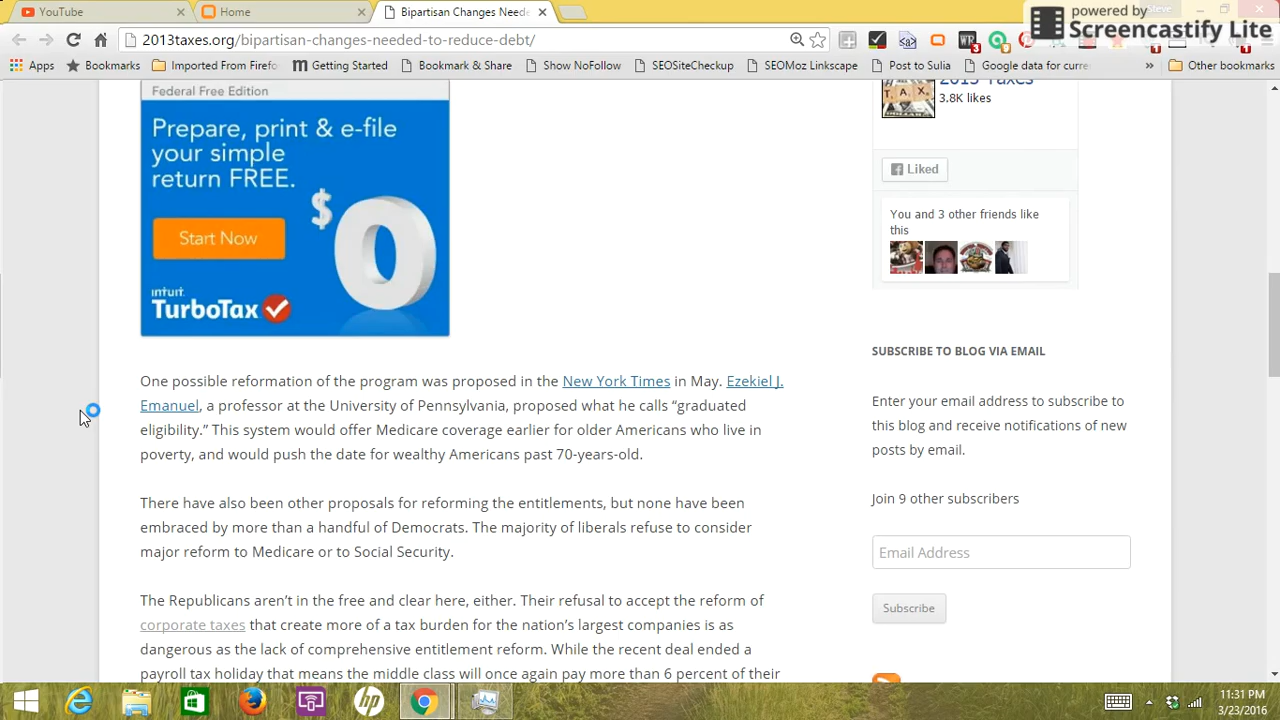 YouTube
Home
Bipartisan Changes Neede
powered by
Screencastify Lite
2013taxes.org/bipartisan-changes-
to-reduce-debt/
Apps
Bookmarks
Imported From Firefo
Getting Started
Bookmark & Share
Show NoFollow
SEOSiteCheckup
SEOMoz Linkscape
Post to Sulia
Google data for curre
»
Other bookmarks
Federal Free Edition
Prepare, print & e-file
your simple
return FREE.
$0
Start Now
intuit
TurboTax
2013 Taxes
3.8K likes
Liked
You and 3 other friends like
this
One possible reformation of the program was proposed in the New York Times in May. Ezekiel J.
Emanuel, a professor at the University of Pennsylvania, proposed what he calls “graduated
eligibility.” This system would offer Medicare coverage earlier for older Americans who live in
poverty, and would push the date for wealthy Americans past 70-years-old.
There have also been other proposals for reforming the entitlements, but none have been
embraced by more than a handful of Democrats. The majority of liberals refuse to consider
major reform to Medicare or to Social Security.
The Republicans aren’t in the free and clear here, either. Their refusal to accept the reform of
corporate taxes that create more of a tax burden for the nation’s largest companies is as
dangerous as the lack of comprehensive entitlement reform. While the recent deal ended a
payroll tax holiday that means the middle class will once again pay more than 6 percent of their
SUBSCRIBE TO BLOG VIA EMAIL
Enter your email address to subscribe to
this blog and receive notifications of new
posts by email.
Join 9 other subscribers
Email Address
Subscribe
11:31 PM
3/23/2016